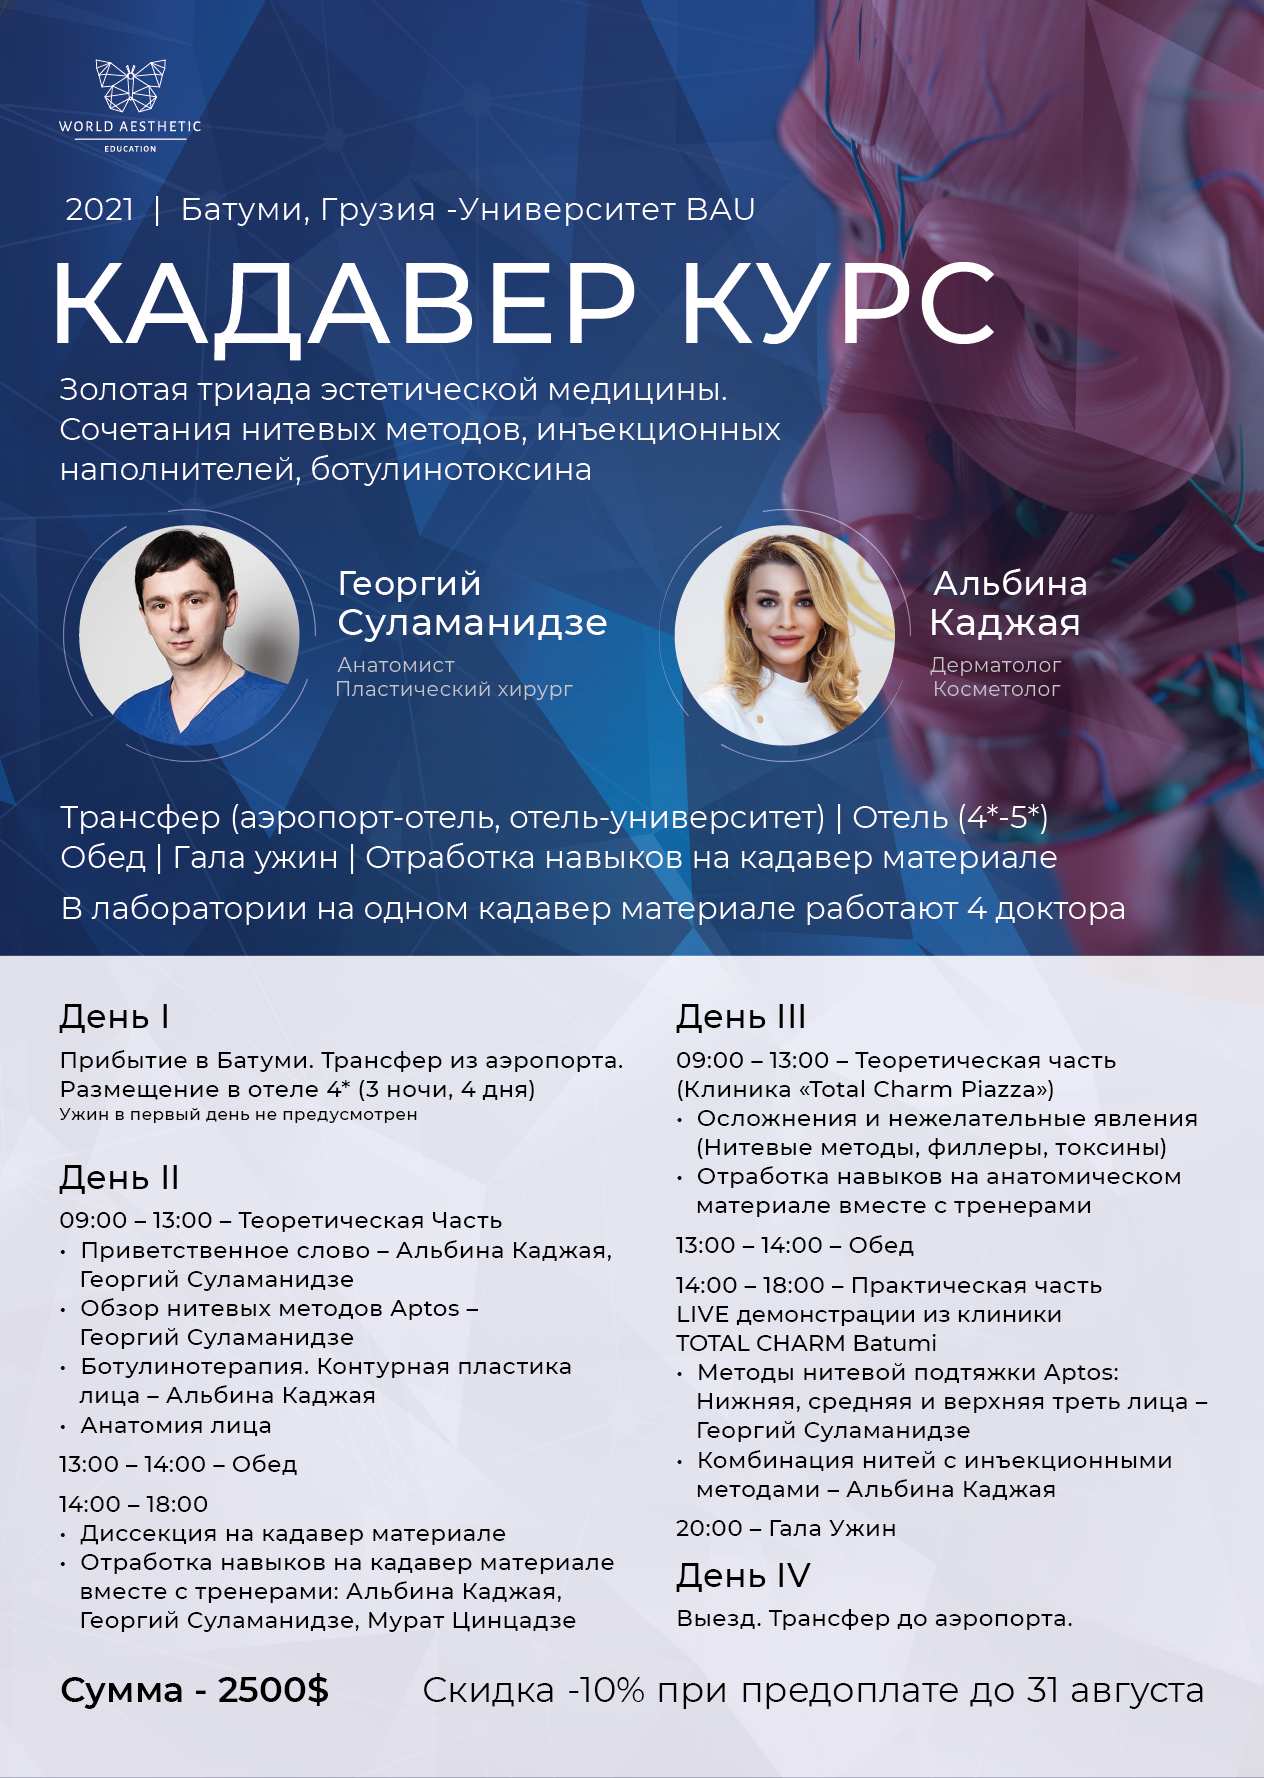 WORLD AESTHETIC
EDUCATION
2021 | Батуми, Грузия -Университет BAU
КАДАВЕР КУРС
Золотая триада эстетической медицины.
Сочетания нитевых методов, инъекционных
наполнителей, ботулинотоксина
Георгий
Суламанидзе
Анатомист
Пластический хирург
Альбина
Каджая
Дерматолог
Косметолог
Трансфер (аэропорт-отель, отель-университет) | Отель (4*-5*)
Обед | Гала ужин | Отработка навыков на кадавер материале
В лаборатории на одном кадавер материале работают 4 доктора
День I
Прибытие в Батуми. Трансфер из аэропорта.
Размещение в отеле 4* (3 ночи, 4 дня)
Ужин в первый день не предусмотрен
День II
09:00 – 13:00 – Теоретическая Часть
• Приветственное слово – Альбина Каджая,
Георгий Суламанидзе
• Обзор нитевых методов Aptos –
Георгий Суламанидзе
• Ботулинотерапия. Контурная пластика
лица – Альбина Каджая
• Анатомия лица
13:00 – 14:00 – Обед
14:00 – 18:00
• Диссекция на кадавер материале
• Отработка навыков на кадавер материале
вместе с тренерами: Альбина Каджая,
Георгий Суламанидзе, Мурат Цинцадзе
День III
09:00 – 13:00 – Теоретическая часть
(Клиника «Total Charm Piazza»)
• Осложнения и нежелательные явления
(Нитевые методы, филлеры, токсины)
• Отработка навыков на анатомическом
материале вместе с тренерами
13:00 – 14:00 – Обед
14:00 – 18:00 – Практическая часть
LIVE демонстрации из клиники
TOTAL CHARM Batumi
• Методы нитевой подтяжки Aptos:
Нижняя, средняя и верхняя треть лица –
Георгий Суламанидзе
• Комбинация нитей с инъекционными
методами – Альбина Каджая
20:00 – Гала Ужин
День IV
Выезд. Трансфер до аэропорта.
Сумма - 2500$
Скидка -10% при предоплате до 31 августа